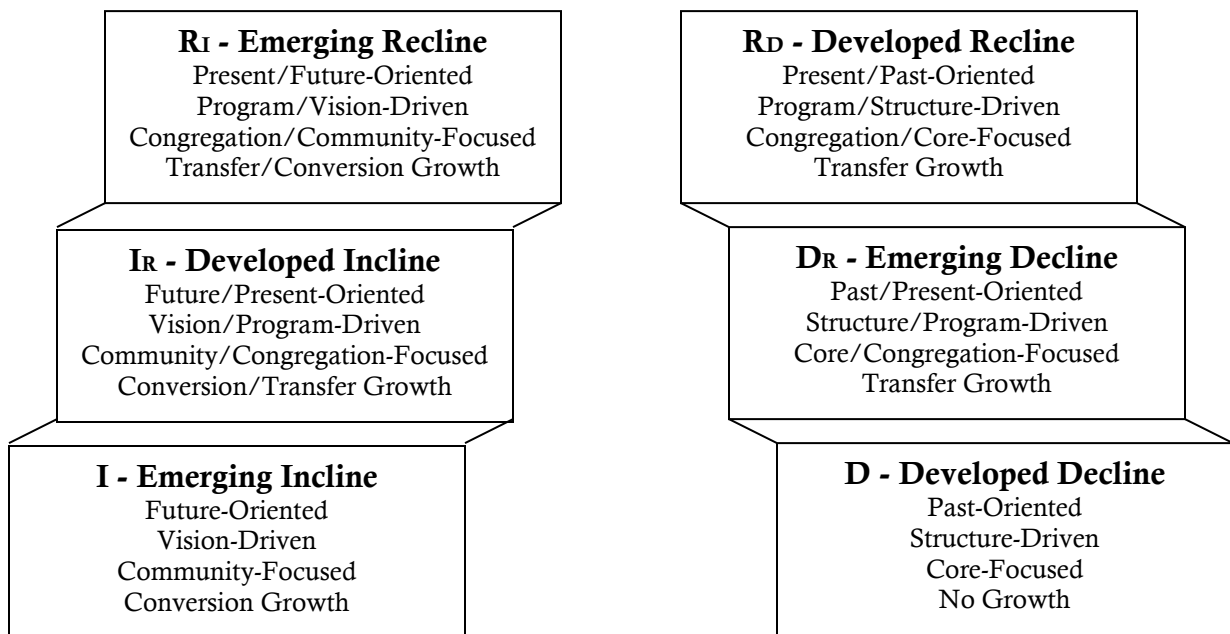 RI - Emerging Recline
Present/Future-Oriented
Program/Vision-Driven
Congregation/Community-Focused
Transfer/Conversion Growth
IR - Developed Incline
Future/Present-Oriented
Vision/Program-Driven
Community/Congregation-Focused
Conversion/Transfer Growth
I - Emerging Incline
Future-Oriented
Vision-Driven
Community-Focused
Conversion Growth
RD - Developed Recline
Present/Past-Oriented
Program/Structure-Driven
Congregation/Core-Focused
Transfer Growth
DR - Emerging Decline
Past/Present-Oriented
Structure/Program-Driven
Core/Congregation-Focused
Transfer Growth
D - Developed Decline
Past-Oriented
Structure-Driven
Core-Focused
No Growth